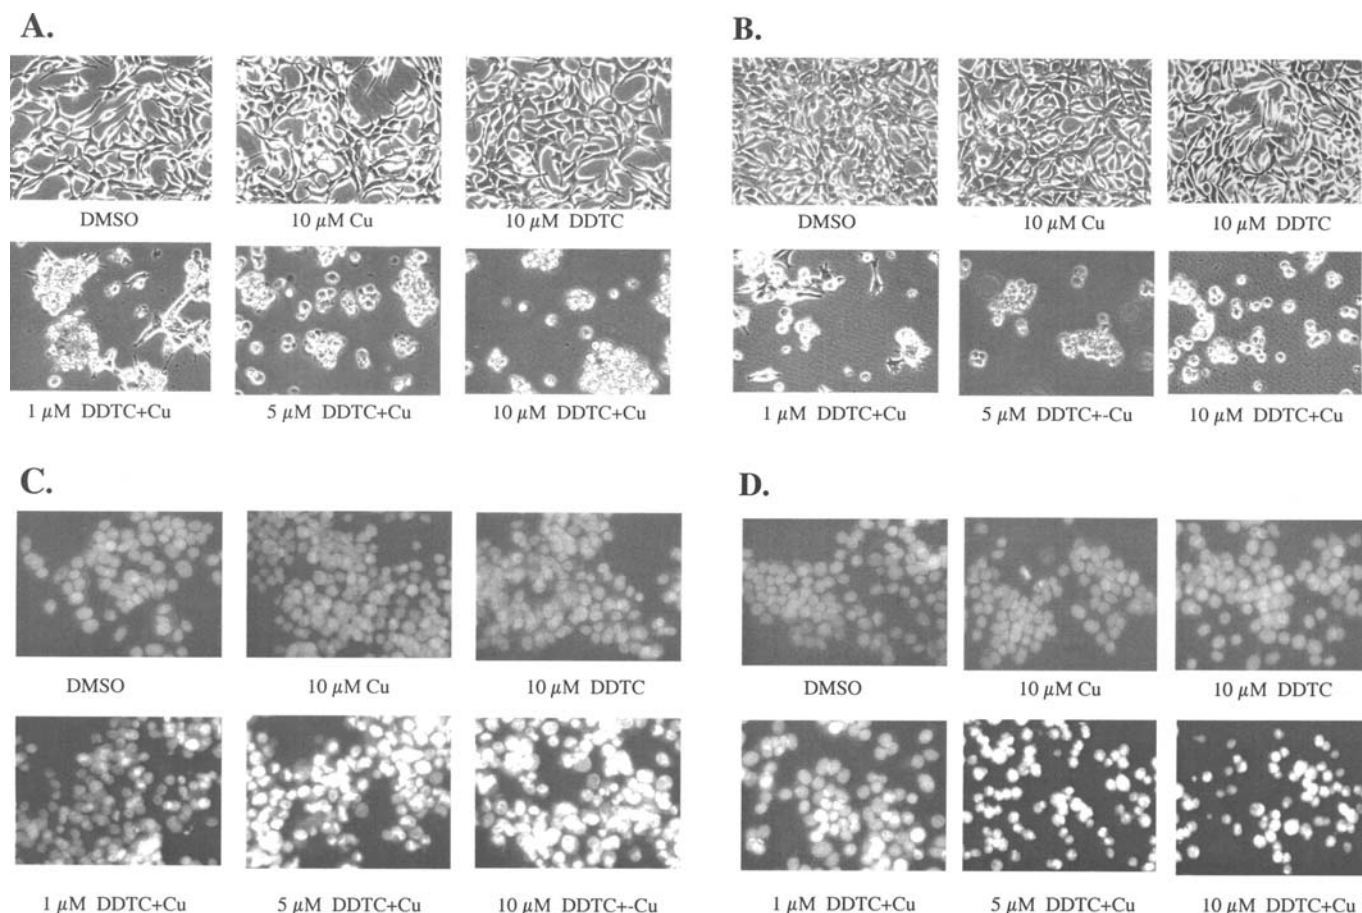 A.
B.
DMSO
10 μM Cu
10 μM DDTC
DMSO
10 μM Cu
10 μM DDTC
1 μM DDTC+Cu
5 μM DDTC+Cu
10 μM DDTC+Cu
1 μM DDTC+Cu
5 μM DDTC+-Cu
10 μM DDTC+Cu
C.
D.
DMSO
10 μM Cu
10 μM DDTC
DMSO
10 μM Cu
10 μM DDTC
1 μM DDTC+Cu
5 μM DDTC+Cu
10 μM DDTC+-Cu
1 μM DDTC+Cu
5 μM DDTC+Cu
10 μM DDTC+Cu